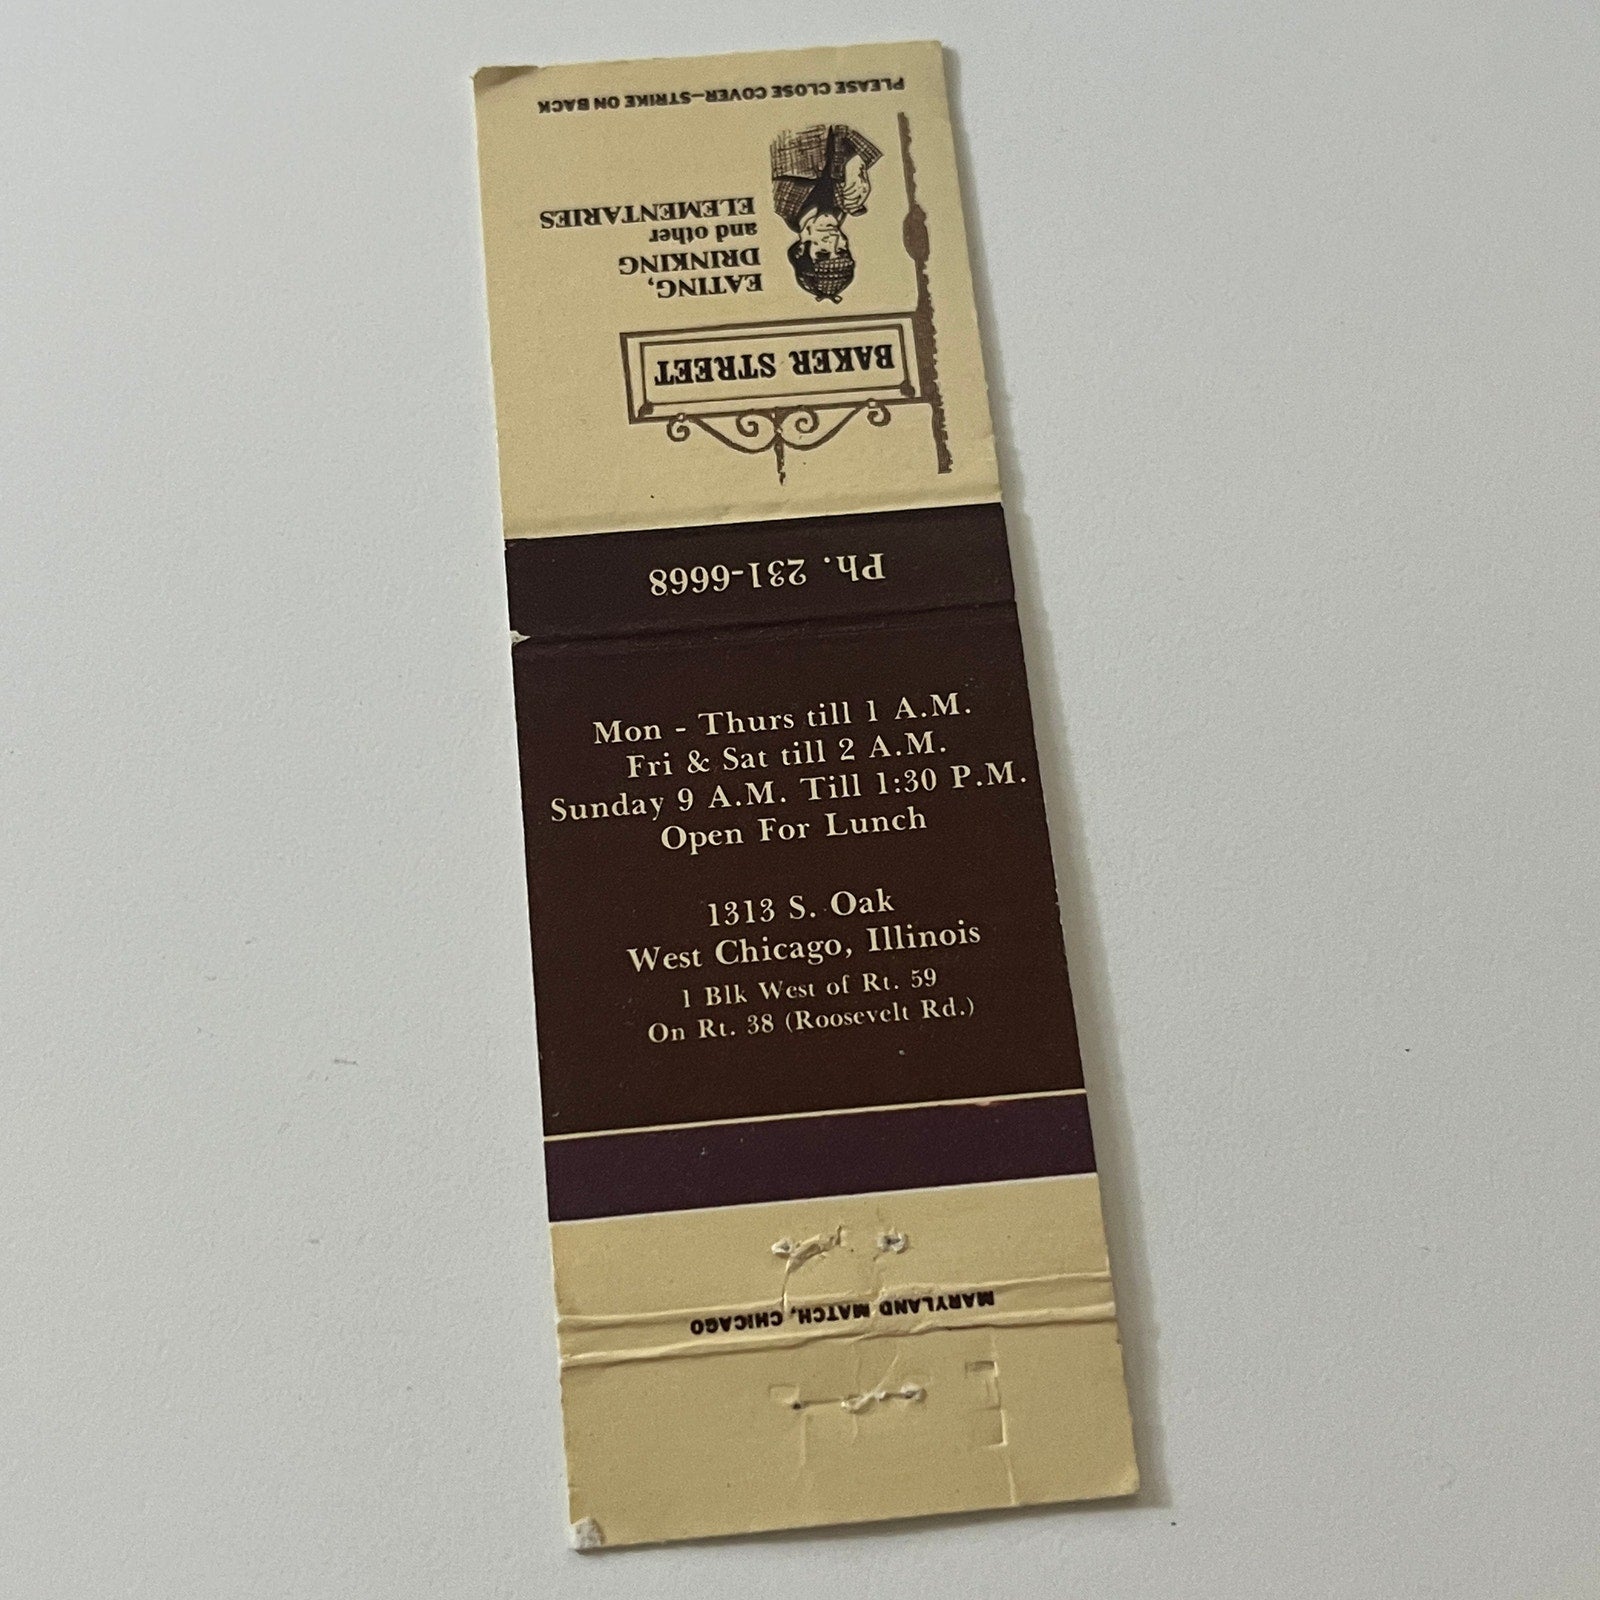 PLEASE CLOSE COVER—STRIKE ON BACK
EATING,
DRINKING
and other
ELEMENTARIES
BAKER STREET
Ph. 231-6668
Mon - Thurs till 1 A.M.
Fri & Sat till 2 A.M.
Sunday 9 A.M. Till 1:30 P.M.
Open For Lunch
1313 S. Oak
West Chicago, Illinois
1 Blk West of Rt. 59
On Rt. 38 (Roosevelt Rd.)
MARYLAND MATCH, CHICAGO